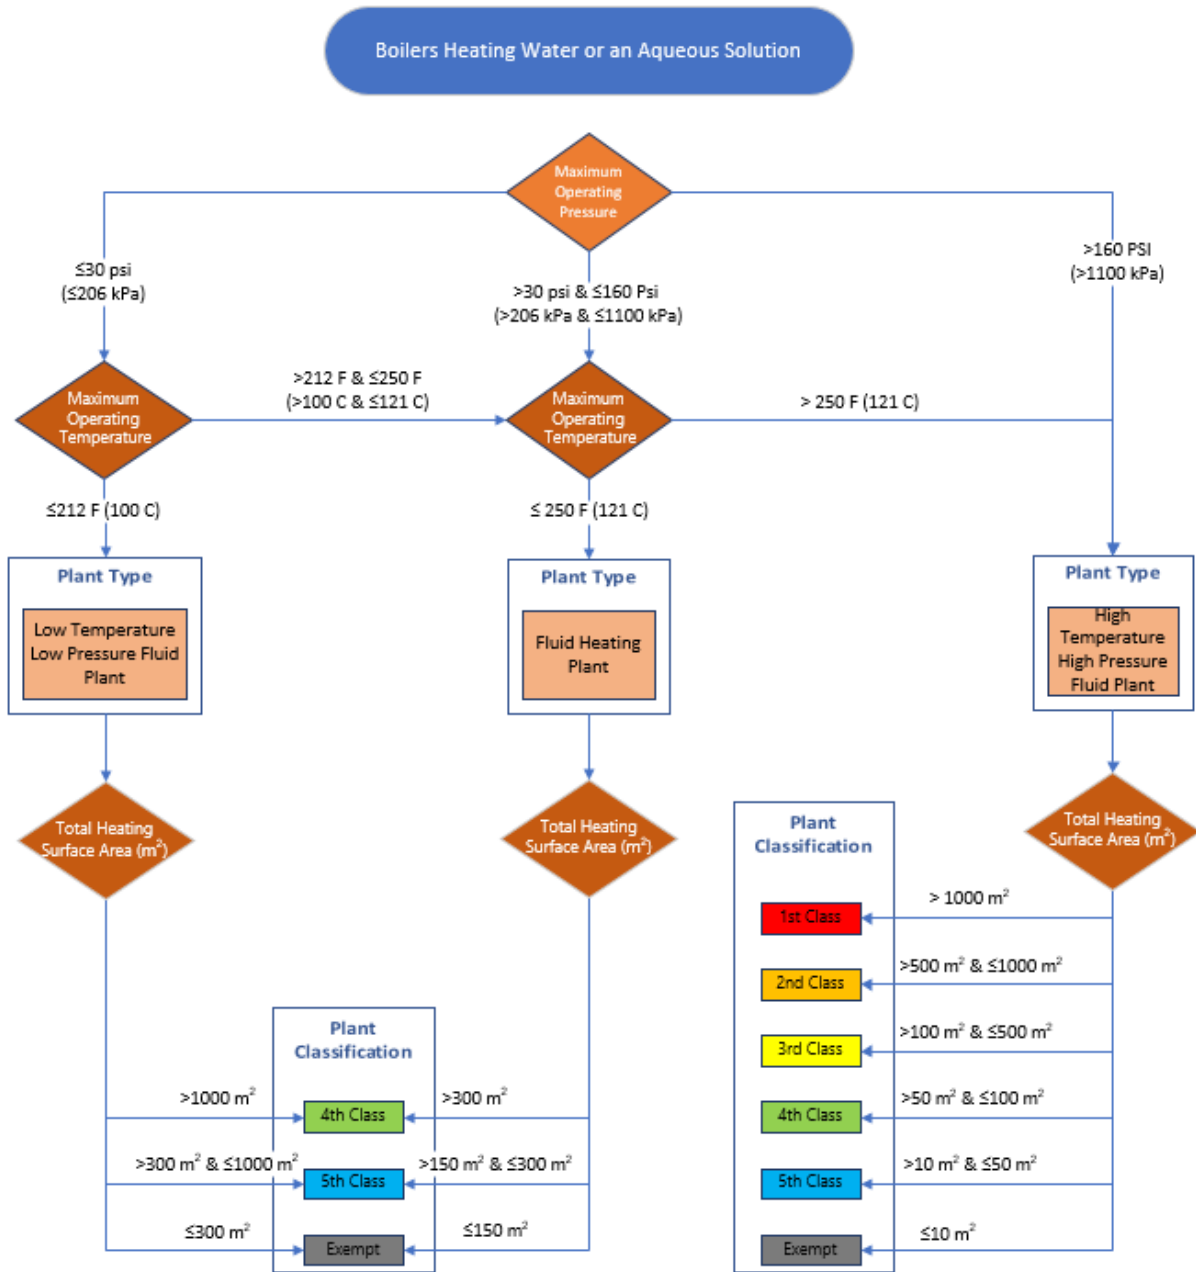 Boilers Heating Water or an Aqueous Solution
Maximum
Operating
Pressure
≤30 psi
(≤206 kPa)
>30 psi & ≤160 Psi
(>206 kPa & ≤1100 kPa)
>160 PSI
(>1100 kPa)
Maximum
Operating
Temperature
>212 F & ≤250 F
(>100 C & ≤121 C)
Maximum
Operating
Temperature
> 250 F (121 C)
≤212 F (100 C)
≤ 250 F (121 C)
Plant Type
Low Temperature
Low Pressure Fluid
Plant
Plant Type
Fluid Heating
Plant
Plant Type
High
Temperature
High Pressure
Fluid Plant
Total Heating
Surface Area (m²)
Total Heating
Surface Area (m²)
Total Heating
Surface Area (m²)
Plant
Classification
1st Class
> 1000 m²
2nd Class
>500 m² & ≤1000 m²
3rd Class
>100 m² & ≤500 m²
4th Class
>50 m² & ≤100 m²
5th Class
>10 m² & ≤50 m²
Exempt
≤10 m²
Plant
Classification
>1000 m²
4th Class
>300 m²
>300 m² & ≤1000 m²
5th Class
>150 m² & ≤300 m²
≤300 m²
Exempt
≤150 m²